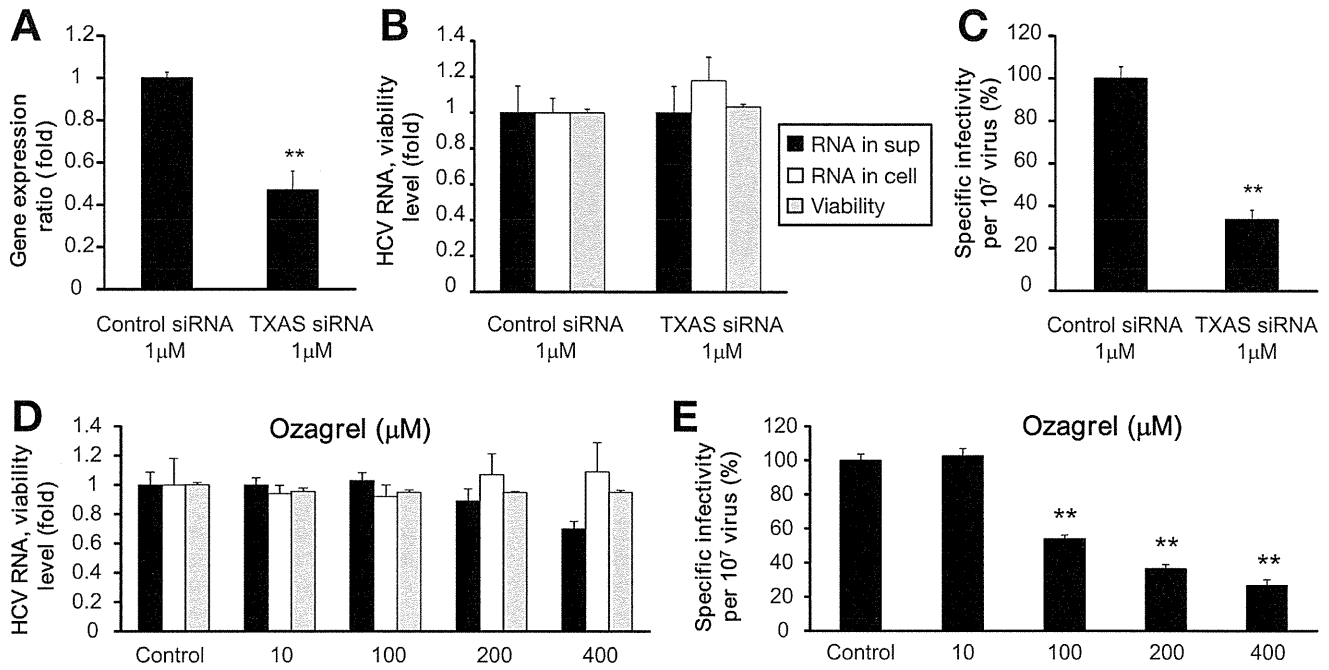 A
Gene expression
ratio (fold)
1.2
1
0.8
0.6
0.4
0.2
0
**
Control siRNA
1μM
TXAS siRNA
1μM
B
HCV RNA, viability
level (fold)
1.4
1.2
1
0.8
0.6
0.4
0.2
0
Control siRNA
1μM
TXAS siRNA
1μM
RNA in sup
RNA in cell
Viability
C
Specific infectivity
per 10⁷ virus (%)
120
100
80
60
40
20
0
**
Control siRNA
1μM
TXAS siRNA
1μM
D
Ozagrel (μM)
HCV RNA, viability
level (fold)
1.4
1.2
1
0.8
0.6
0.4
0.2
0
Control 10 100 200 400
E
Ozagrel (μM)
Specific infectivity
per 10⁷ virus (%)
120
100
80
60
40
20
0
** ** **
Control 10 100 200 400